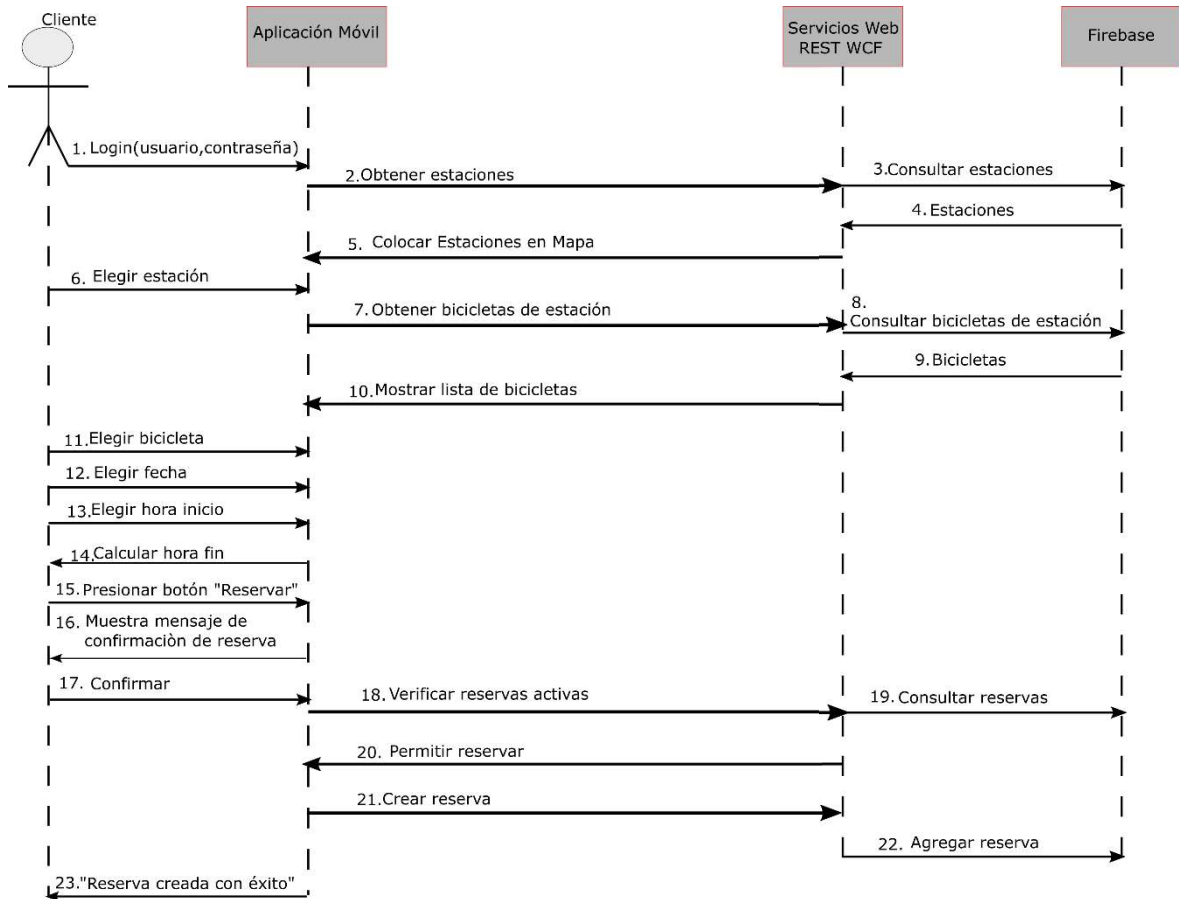 Cliente
Aplicación Móvil
Servicios Web
REST WCF
Firebase
1. Login(usuario,contraseña)
2.Obtener estaciones
3.Consultar estaciones
4.Estaciones
5. Colocar Estaciones en Mapa
6. Elegir estación
7.Obtener bicicletas de estación
8.
Consultar bicicletas de estación
9.Bicicletas
10.Mostrar lista de bicicletas
11.Elegir bicicleta
12.Elegir fecha
13.Elegir hora inicio
14.Calcular hora fin
15.Presionar botón "Reservar"
16. Muestra mensaje de
confirmaciòn de reserva
17. Confirmar
18.Verificar reservas activas
19.Consultar reservas
20. Permitir reservar
21.Crear reserva
22. Agregar reserva
23."Reserva creada con éxito"